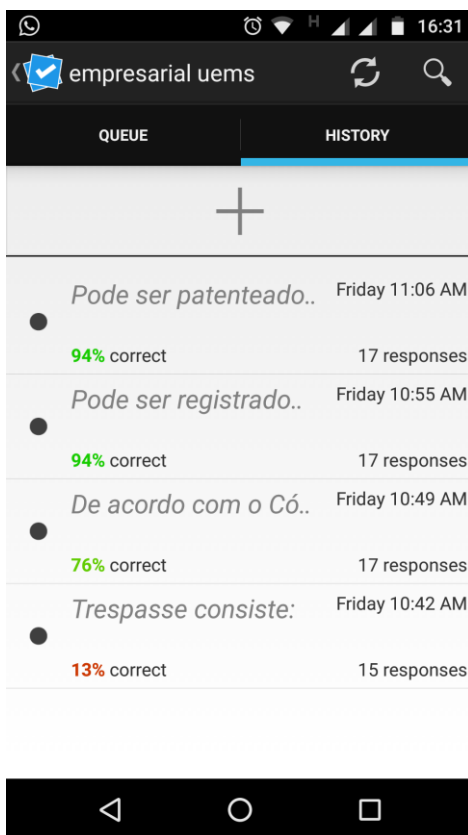 H 16:31
empresarial uems
QUEUE HISTORY
Pode ser patenteado.. Friday 11:06 AM
94% correct 17 responses
Pode ser registrado.. Friday 10:55 AM
94% correct 17 responses
De acordo com o Có.. Friday 10:49 AM
76% correct 17 responses
Trespasse consiste: Friday 10:42 AM
13% correct 15 responses